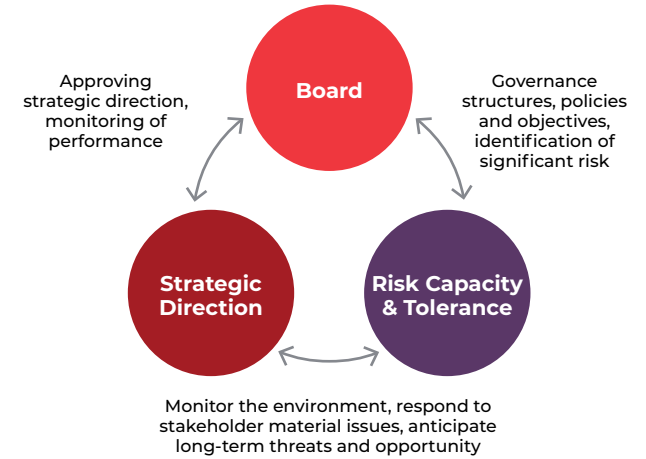 Board
Approving
strategic direction,
monitoring of
performance
Governance
structures, policies
and objectives,
identification of
significant risk
Strategic
Direction
Risk Capacity
& Tolerance
Monitor the environment, respond to
stakeholder material issues, anticipate
long-term threats and opportunity